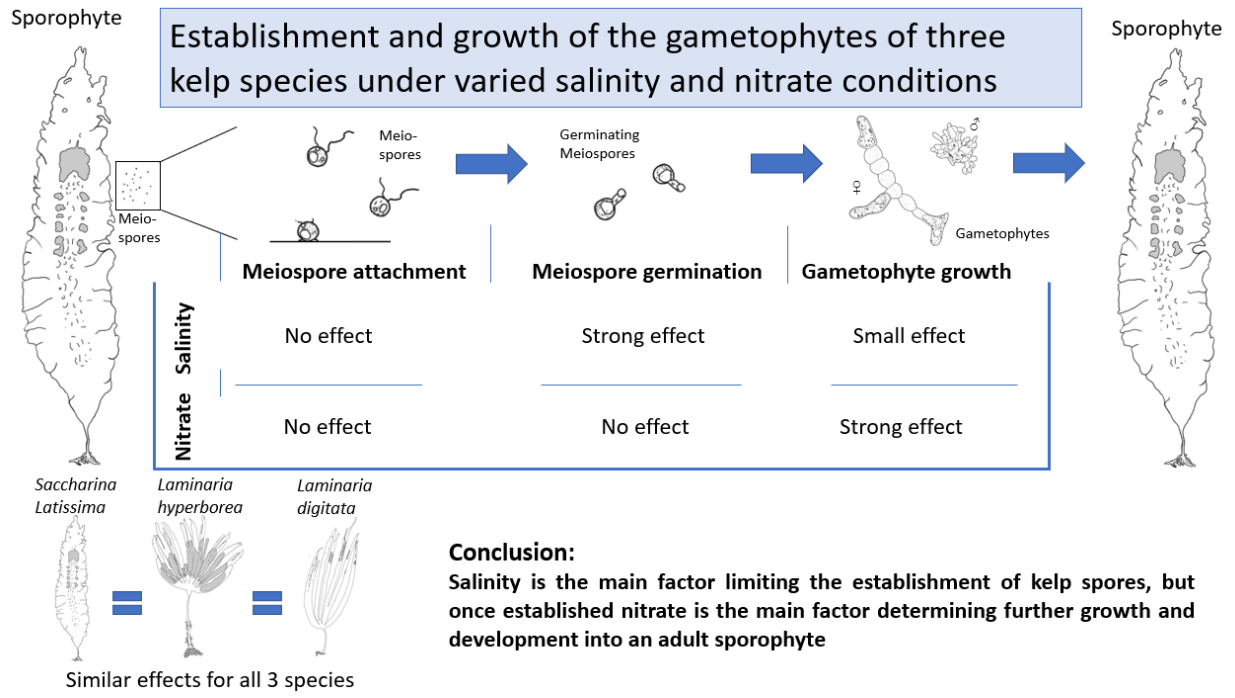 Sporophyte
Establishment and growth of the gametophytes of three
kelp species under varied salinity and nitrate conditions
Sporophyte
Meio-
spores
Meio-
spores
Germinating
Meiospores
♀
♂
Gametophytes
Meiospore attachment
Meiospore germination
Gametophyte growth
Salinity
No effect
Strong effect
Small effect
Nitrate
No effect
No effect
Strong effect
Saccharina
Latissima
Laminaria
hyperborea
Laminaria
digitata
Similar effects for all 3 species
Conclusion:
Salinity is the main factor limiting the establishment of kelp spores, but
once established nitrate is the main factor determining further growth and
development into an adult sporophyte